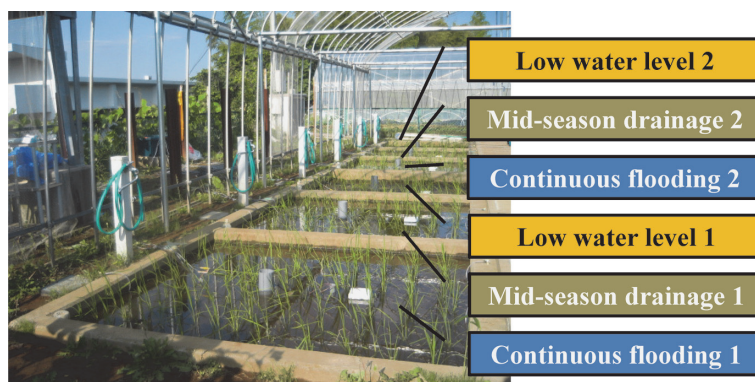 Low water level 2
Mid-season drainage 2
Continuous flooding 2
Low water level 1
Mid-season drainage 1
Continuous flooding 1